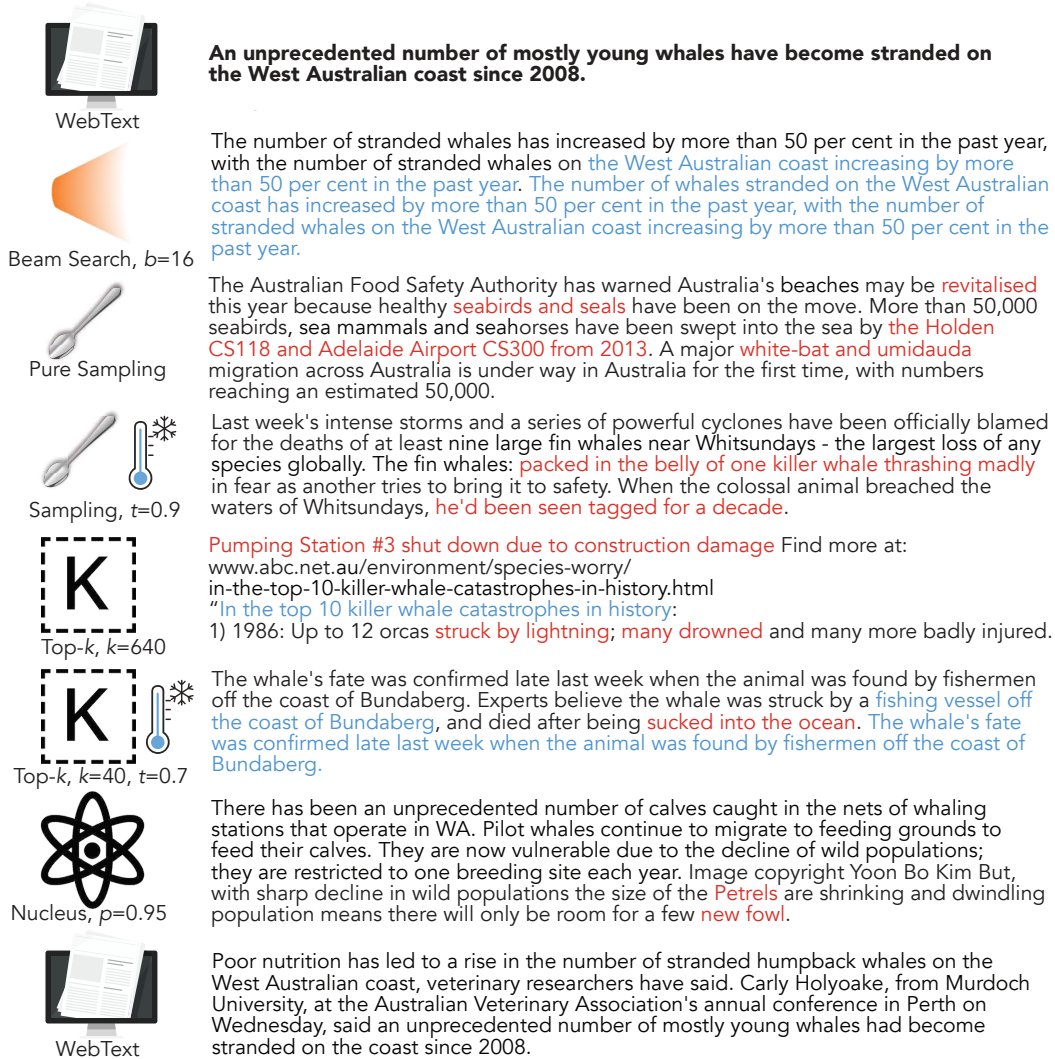 An unprecedented number of mostly young whales have become stranded on
the West Australian coast since 2008.
WebText
The number of stranded whales has increased by more than 50 per cent in the past year,
with the number of stranded whales on the West Australian coast increasing by more
than 50 per cent in the past year. The number of whales stranded on the West Australian
coast has increased by more than 50 per cent in the past year, with the number of
stranded whales on the West Australian coast increasing by more than 50 per cent in the
past year.
Beam Search, b=16
The Australian Food Safety Authority has warned Australia's beaches may be revitalised
this year because healthy seabirds and seals have been on the move. More than 50,000
seabirds, sea mammals and seahorses have been swept into the sea by the Holden
CS118 and Adelaide Airport CS300 from 2013. A major white-bat and umidauda
migration across Australia is under way in Australia for the first time, with numbers
reaching an estimated 50,000.
Pure Sampling
Last week's intense storms and a series of powerful cyclones have been officially blamed
for the deaths of at least nine large fin whales near Whitsundays - the largest loss of any
species globally. The fin whales: packed in the belly of one killer whale thrashing madly
in fear as another tries to bring it to safety. When the colossal animal breached the
waters of Whitsundays, he'd been seen tagged for a decade.
Sampling, t=0.9
Pumping Station #3 shut down due to construction damage Find more at:
www.abc.net.au/environment/species-worry/
in-the-top-10-killer-whale-catastrophes-in-history.html
“In the top 10 killer whale catastrophes in history:
1) 1986: Up to 12 orcas struck by lightning; many drowned and many more badly injured.
K
Top-k, k=640
The whale's fate was confirmed late last week when the animal was found by fishermen
off the coast of Bundaberg. Experts believe the whale was struck by a fishing vessel off
the coast of Bundaberg, and died after being sucked into the ocean. The whale's fate
was confirmed late last week when the animal was found by fishermen off the coast of
Bundaberg.
K
Top-k, k=40, t=0.7
There has been an unprecedented number of calves caught in the nets of whaling
stations that operate in WA. Pilot whales continue to migrate to feeding grounds to
feed their calves. They are now vulnerable due to the decline of wild populations;
they are restricted to one breeding site each year. Image copyright Yoon Bo Kim But,
with sharp decline in wild populations the size of the Petrels are shrinking and dwindling
population means there will only be room for a few new fowl.
Nucleus, p=0.95
Poor nutrition has led to a rise in the number of stranded humpback whales on the
West Australian coast, veterinary researchers have said. Carly Holyoake, from Murdoch
University, at the Australian Veterinary Association's annual conference in Perth on
Wednesday, said an unprecedented number of mostly young whales had become
stranded on the coast since 2008.
WebText